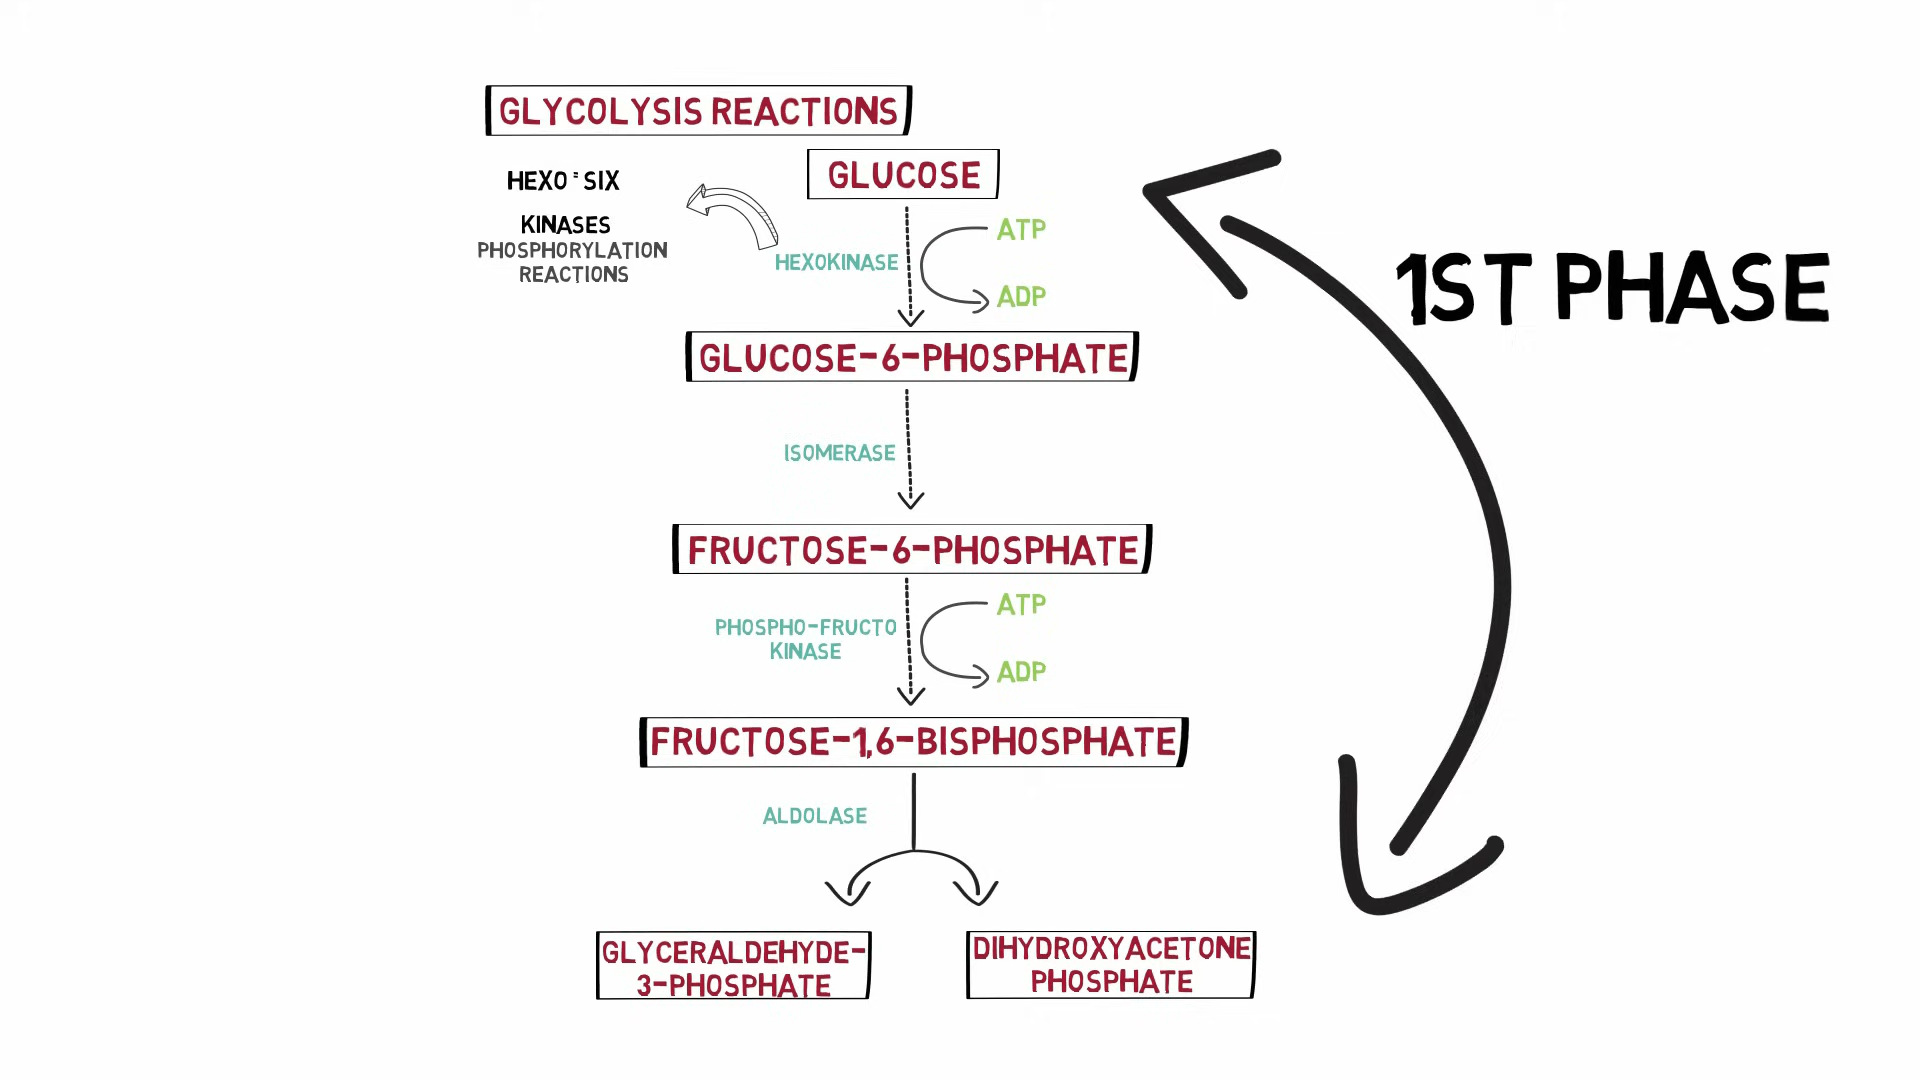 GLYCOLYSIS REACTIONS
GLUCOSE
HEXO = SIX
KINASES
PHOSPHORYLATION
REACTIONS
HEXOKINASE
ATP
ADP
1ST PHASE
GLUCOSE-6-PHOSPHATE
ISOMERASE
FRUCTOSE-6-PHOSPHATE
PHOSPHO-FRUCTO
KINASE
ATP
ADP
FRUCTOSE-1,6-BISPHOSPHATE
ALDOLASE
GLYCERALDEHYDE-
3-PHOSPHATE
DIHYDROXYACETONE
PHOSPHATE